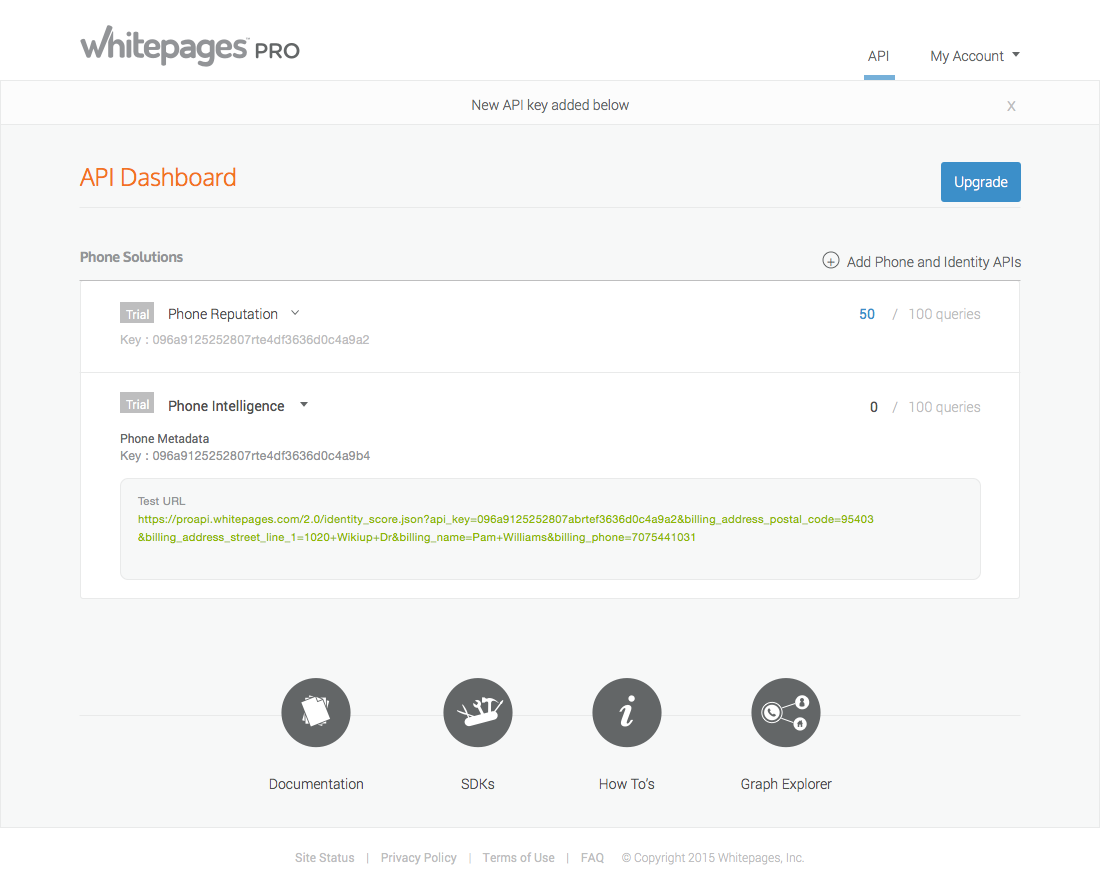 whitepages™ PRO
API
My Account
New API key added below
x
API Dashboard
Upgrade
Phone Solutions
Add Phone and Identity APIs
Trial Phone Reputation
50 / 100 queries
Key : 096a9125252807rte4df3636d0c4a9a2
Trial Phone Intelligence
0 / 100 queries
Phone Metadata
Key : 096a9125252807rte4df3636d0c4a9b4
Test URL
https://proapi.whitepages.com/2.0/identity_score.json?api_key=096a9125252807abrtef3636d0c4a9a2&billing_address_postal_code=95403
&billing_address_street_line_1=1020+Wikiup+Dr&billing_name=Pam+Williams&billing_phone=7075441031
Documentation
SDKs
How To's
Graph Explorer
Site Status | Privacy Policy | Terms of Use | FAQ © Copyright 2015 Whitepages, Inc.